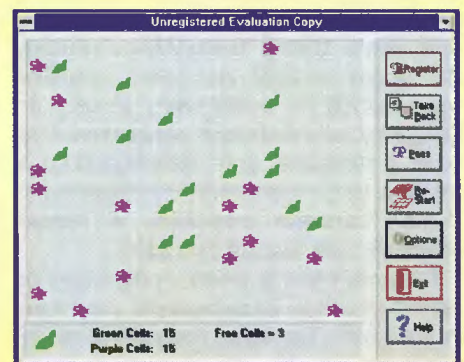 Unregistered Evaluation Copy
Register
Take
Back
Pass
Re-
Start
Options
Exit
Help
Green Cells: 15 Free Cells = 3
Purple Cells: 15